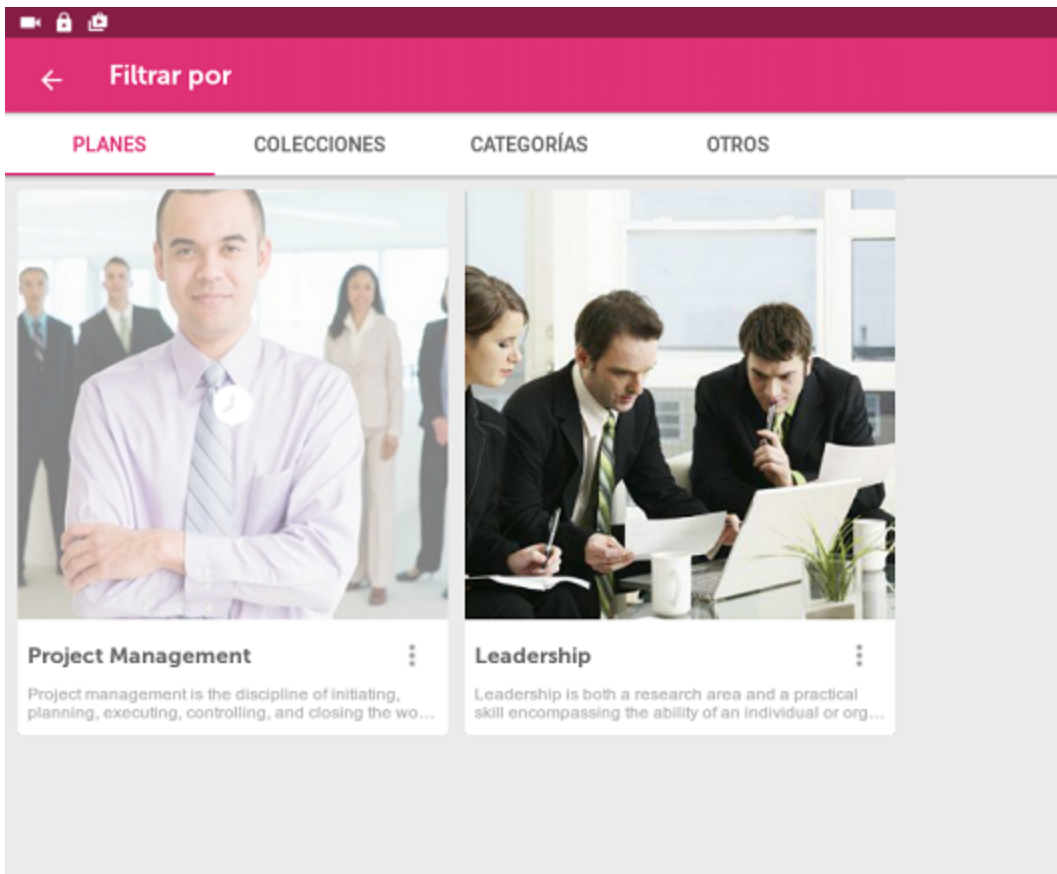 Filtrar por
PLANES COLECCIONES CATEGORÍAS OTROS
Project Management
Project management is the discipline of initiating,
planning, executing, controlling, and closing the wo...
Leadership
Leadership is both a research area and a practical
skill encompassing the ability of an individual or org...